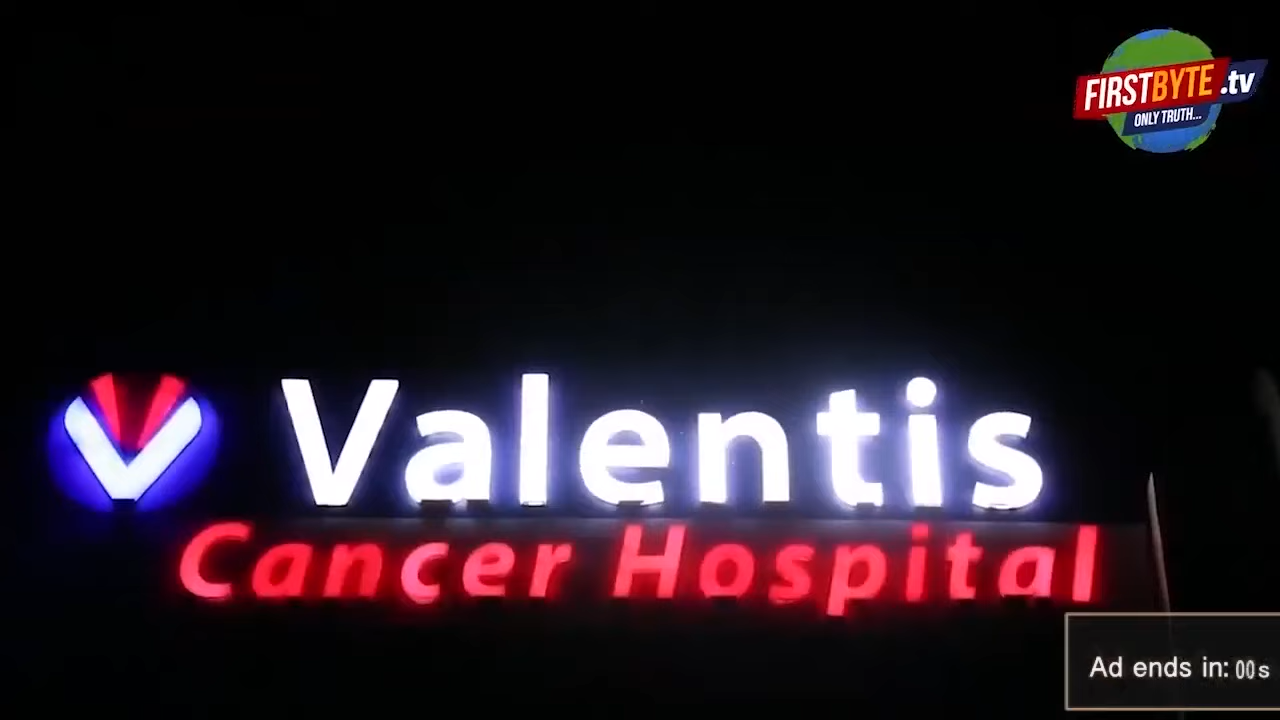 FIRSTBYTE.tv
ONLY TRUTH...
Valentis
Cancer Hospital
Ad ends in: 00s